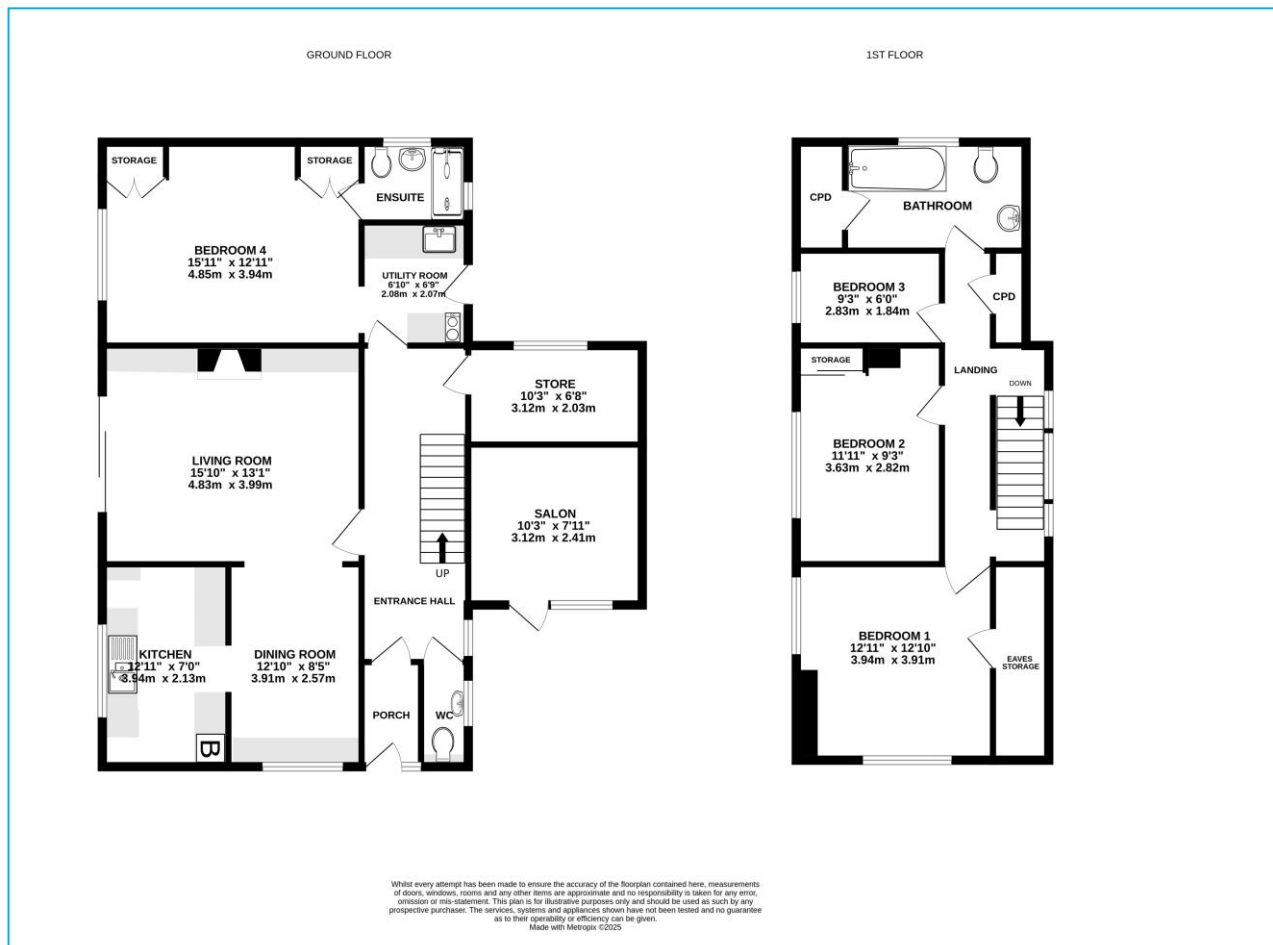 GROUND FLOOR
STORAGE
STORAGE
ENSUITE
BEDROOM 4
15'11" x 12'11"
4.85m x 3.94m
UTILITY ROOM
6'10" x 6'9"
2.08m x 2.07m
STORE
10'3" x 6'8"
3.12m x 2.03m
LIVING ROOM
15'10" x 13'1"
4.83m x 3.99m
SALON
10'3" x 7'11"
3.12m x 2.41m
UP
ENTRANCE HALL
KITCHEN
12'11" x 7'0"
3.94m x 2.13m
DINING ROOM
12'10" x 8'5"
3.91m x 2.57m
PORCH
WC
B
1ST FLOOR
CPD
BATHROOM
BEDROOM 3
9'3" x 6'0"
2.83m x 1.84m
CPD
STORAGE
LANDING
DOWN
BEDROOM 2
11'11" x 9'3"
3.63m x 2.82m
BEDROOM 1
12'11" x 12'10"
3.94m x 3.91m
EAVES
STORAGE
Whilst every attempt has been made to ensure the accuracy of the floorplan contained here, measurements
of doors, windows, rooms and any other items are approximate and no responsibility is taken for any error,
omission or mis-statement. This plan is for illustrative purposes only and should be used as such by any
prospective purchaser. The services, systems and appliances shown have not been tested and no guarantee
as to their operability or efficiency can be given.
Made with Metropix ©2025